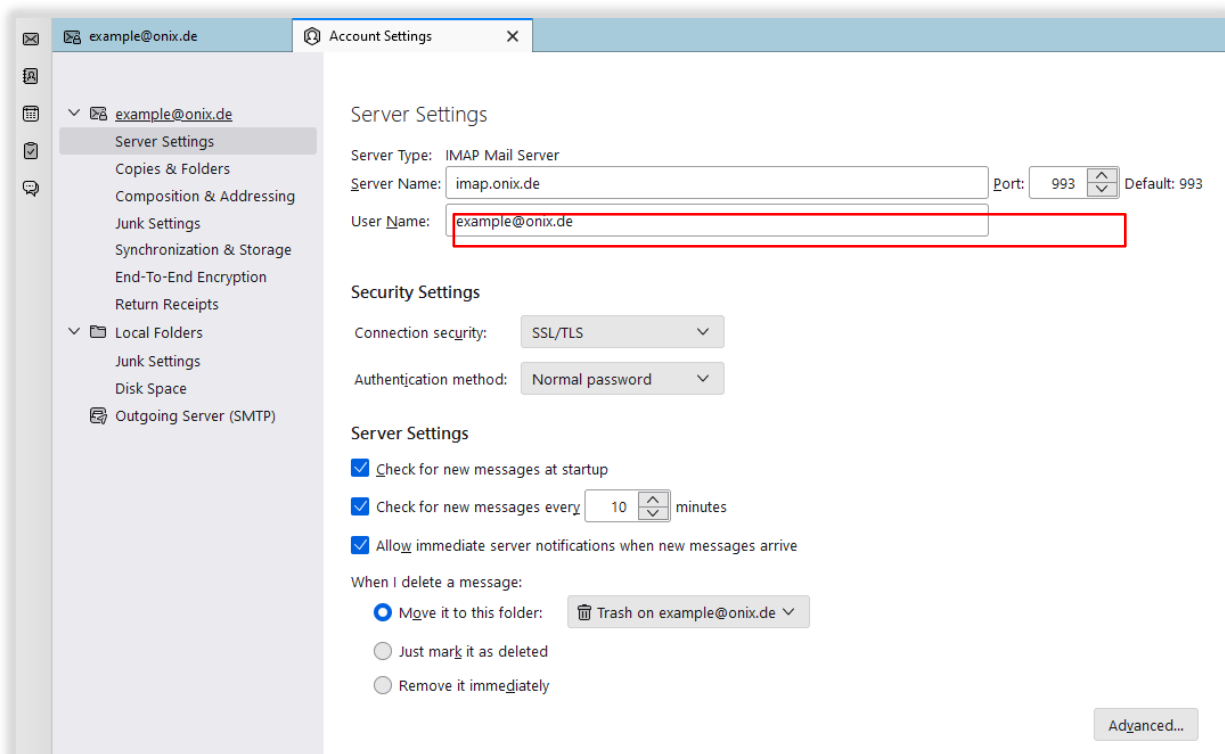 example@onix.de
Account Settings
example@onix.de
Server Settings
Copies & Folders
Composition & Addressing
Junk Settings
Synchronization & Storage
End-To-End Encryption
Return Receipts
Local Folders
Junk Settings
Disk Space
Outgoing Server (SMTP)
Server Settings
Server Type: IMAP Mail Server
Server Name: imap.onix.de Port: 993 Default: 993
User Name: example@onix.de
Security Settings
Connection security: SSL/TLS
Authentication method: Normal password
Server Settings
Check for new messages at startup
Check for new messages every 10 minutes
Allow immediate server notifications when new messages arrive
When I delete a message:
Move it to this folder: Trash on example@onix.de
Just mark it as deleted
Remove it immediately
Advanced...